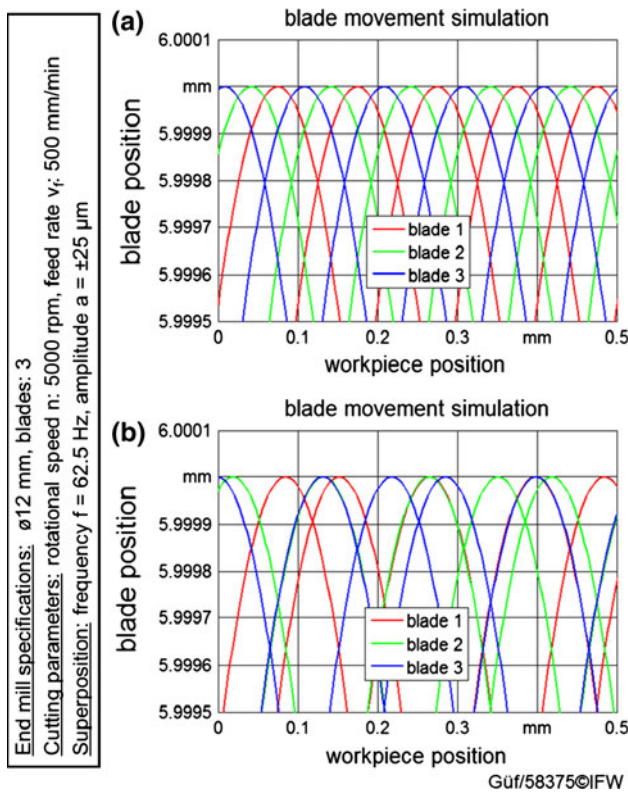 End mill specifications: ø12 mm, blades: 3
Cutting parameters: rotational speed n: 5000 rpm, feed rate vf: 500 mm/min
Superposition: frequency f = 62.5 Hz, amplitude a = ±25 µm
(a)
blade movement simulation
6.0001
mm
5.9999
5.9998
5.9997
5.9996
5.9995
blade position
blade 1
blade 2
blade 3
0 0.1 0.2 0.3 mm 0.5
workpiece position
(b)
blade movement simulation
6.0001
mm
5.9999
5.9998
5.9997
5.9996
5.9995
blade position
blade 1
blade 2
blade 3
0 0.1 0.2 0.3 mm 0.5
workpiece position
Güf/58375©IFW